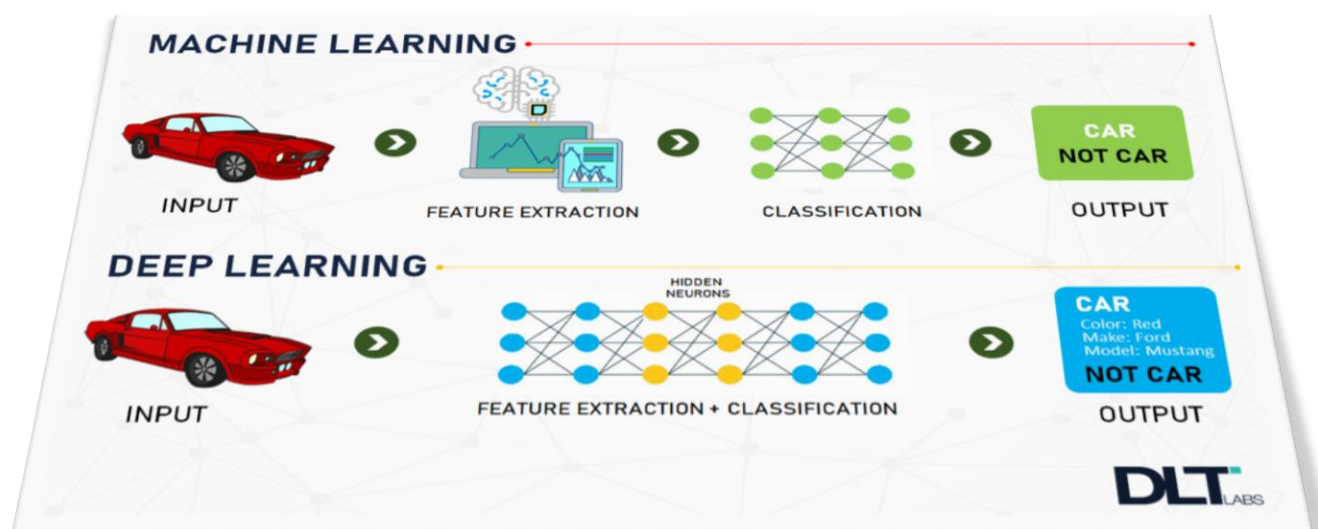 MACHINE LEARNING
INPUT
FEATURE EXTRACTION
CLASSIFICATION
CAR
NOT CAR
OUTPUT
DEEP LEARNING
INPUT
HIDDEN
NEURONS
FEATURE EXTRACTION + CLASSIFICATION
CAR
Color: Red
Make: Ford
Model: Mustang
NOT CAR
OUTPUT
DLT LABS